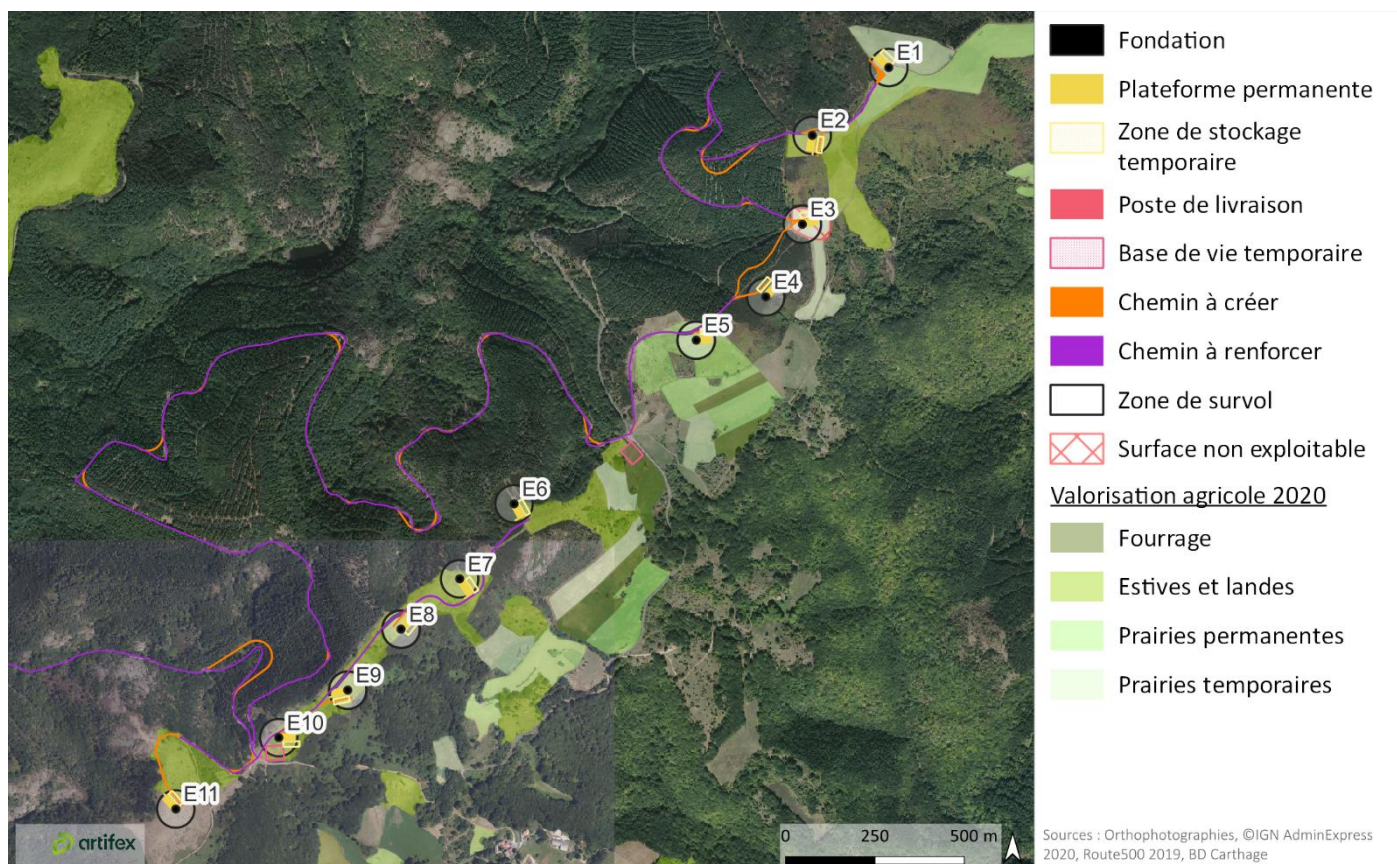 E1
E2
E3
E4
E5
E6
E7
E8
E9
E10
E11
artifex
0 250 500 m
Fondation
Plateforme permanente
Zone de stockage
temporaire
Poste de livraison
Base de vie temporaire
Chemin à créer
Chemin à renforcer
Zone de survol
Surface non exploitable
Valorisation agricole 2020
Fourrage
Estives et landes
Prairies permanentes
Prairies temporaires
Sources : Orthophotographies, ©IGN AdminExpress
2020, Route500 2019, BD Carthage